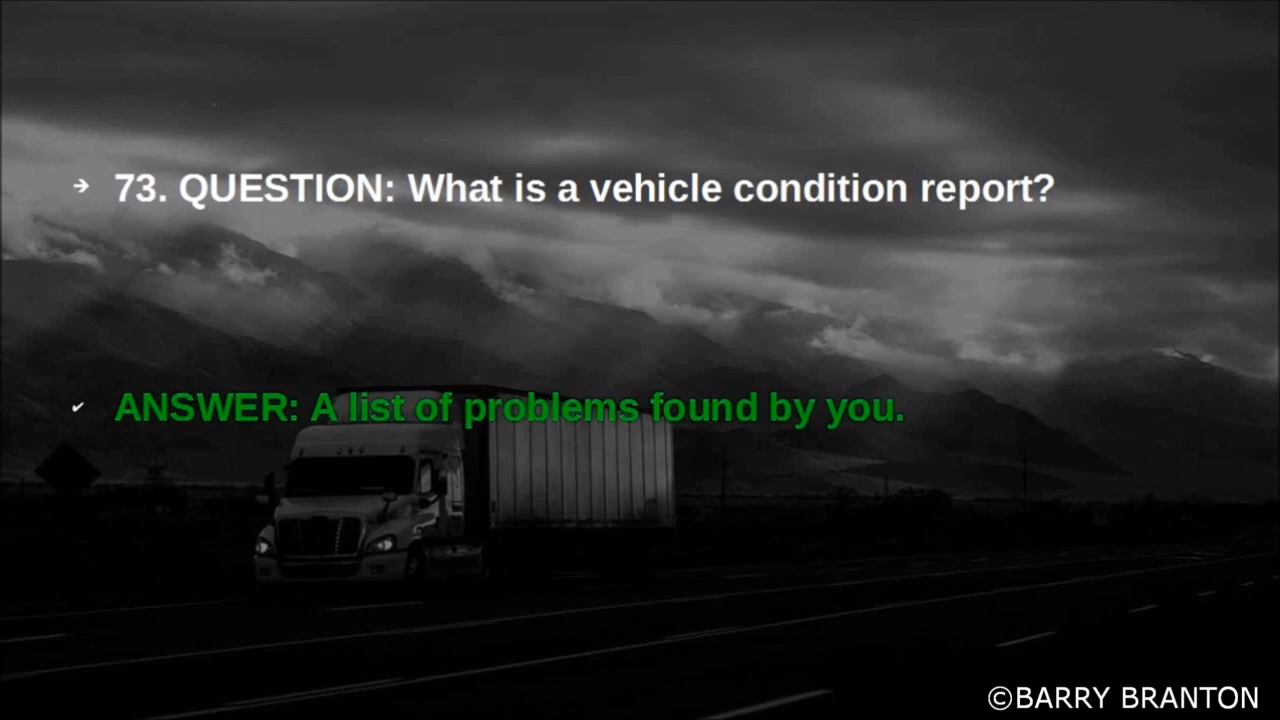 73. QUESTION: What is a vehicle condition report?
ANSWER: A list of problems found by you.
©BARRY BRANTON